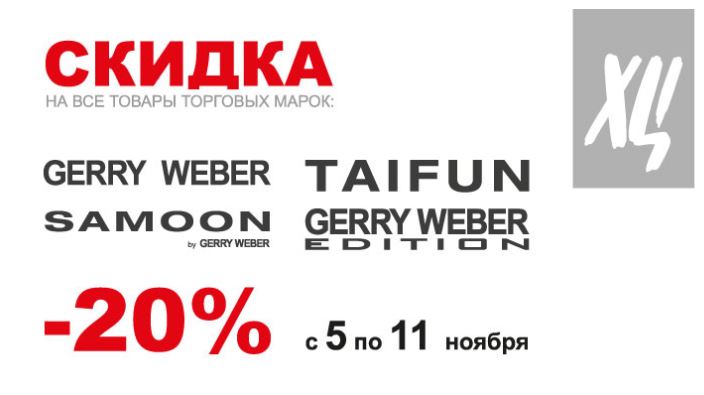 СКИДКА
НА ВСЕ ТОВАРЫ ТОРГОВЫХ МАРОК:
ХЦ
GERRY WEBER
TAIFUN
SAMOON
by GERRY WEBER
GERRY WEBER
EDITION
-20%
с 5 по 11 ноября